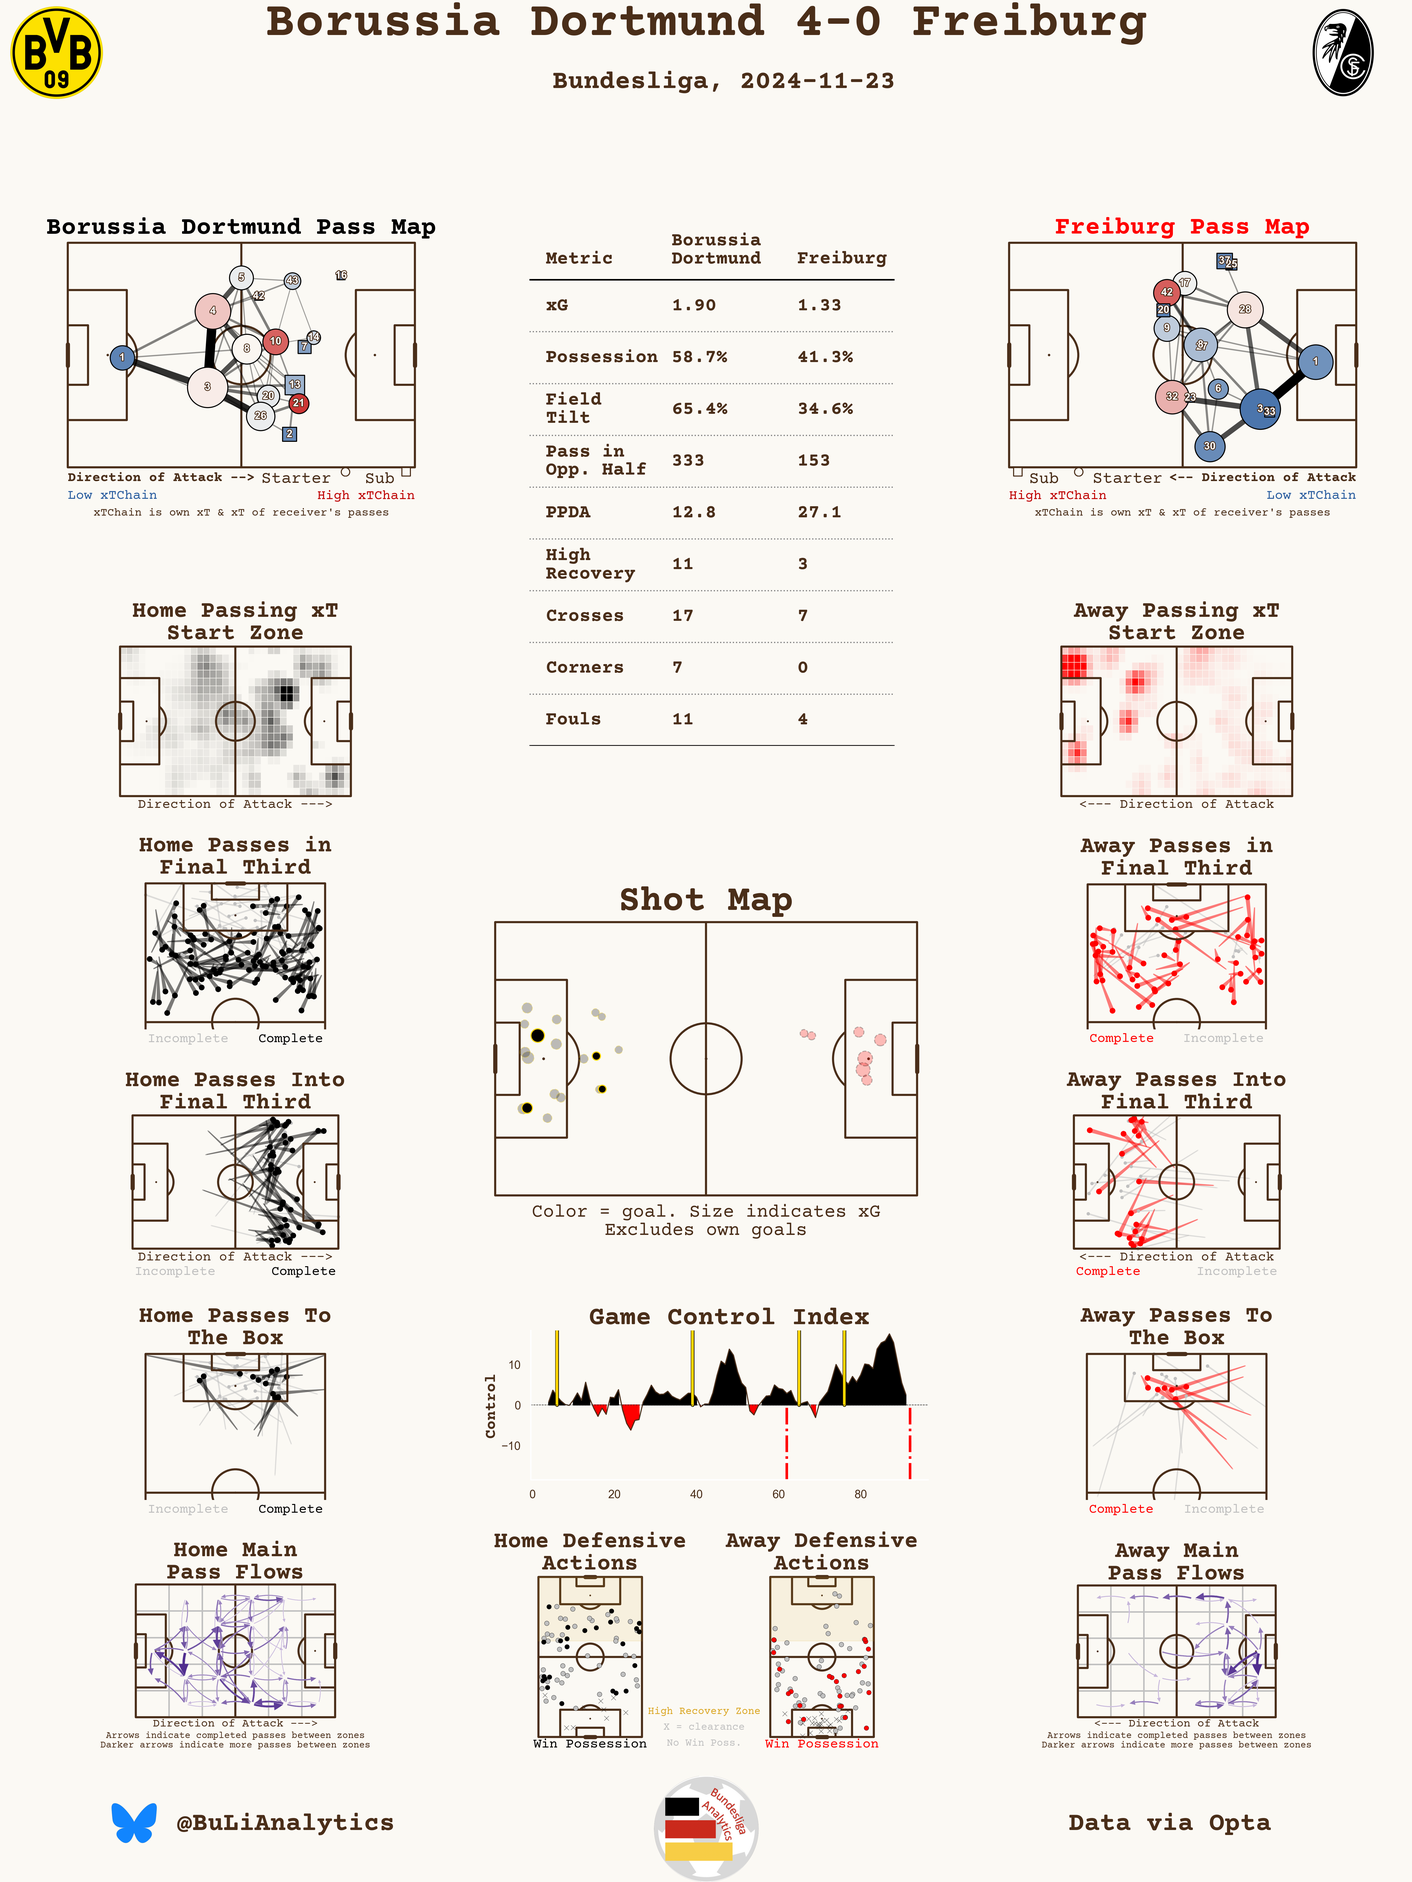 Borussia Dortmund 4-0 Freiburg
BVB
09
SC
Bundesliga, 2024-11-23
Borussia Dortmund Pass Map
1
5
4
3
8
10
43
42
16
14
7
13
20
21
26
2
Direction of Attack --> Starter Sub
Low xTChain High xTChain
xTChain is own xT & xT of receiver's passes
Metric Borussia Dortmund Freiburg
xG 1.90 1.33
Possession 58.7% 41.3%
Field Tilt 65.4% 34.6%
Pass in Opp. Half 333 153
PPDA 12.8 27.1
High Recovery 11 3
Crosses 17 7
Corners 7 0
Fouls 11 4
Freiburg Pass Map
37
25
17
42
20
9
28
8
27
1
6
32
23
3
33
30
Sub Starter <-- Direction of Attack
High xTChain Low xTChain
xTChain is own xT & xT of receiver's passes
Home Passing xT
Start Zone
Direction of Attack --->
Away Passing xT
Start Zone
<--- Direction of Attack
Home Passes in
Final Third
Incomplete Complete
Away Passes in
Final Third
Complete Incomplete
Shot Map
Color = goal. Size indicates xG
Excludes own goals
Home Passes Into
Final Third
Direction of Attack --->
Incomplete Complete
Away Passes Into
Final Third
<--- Direction of Attack
Complete Incomplete
Home Passes To
The Box
Incomplete Complete
Game Control Index
Control
10
0
−10
0 20 40 60 80
Away Passes To
The Box
Complete Incomplete
Home Main
Pass Flows
Direction of Attack --->
Arrows indicate completed passes between zones
Darker arrows indicate more passes between zones
Home Defensive
Actions
Win Possession
High Recovery Zone
X = clearance
No Win Poss.
Away Defensive
Actions
Win Possession
Away Main
Pass Flows
<--- Direction of Attack
Arrows indicate completed passes between zones
Darker arrows indicate more passes between zones
@BuLiAnalytics
Bundesliga
Analytics
Data via Opta